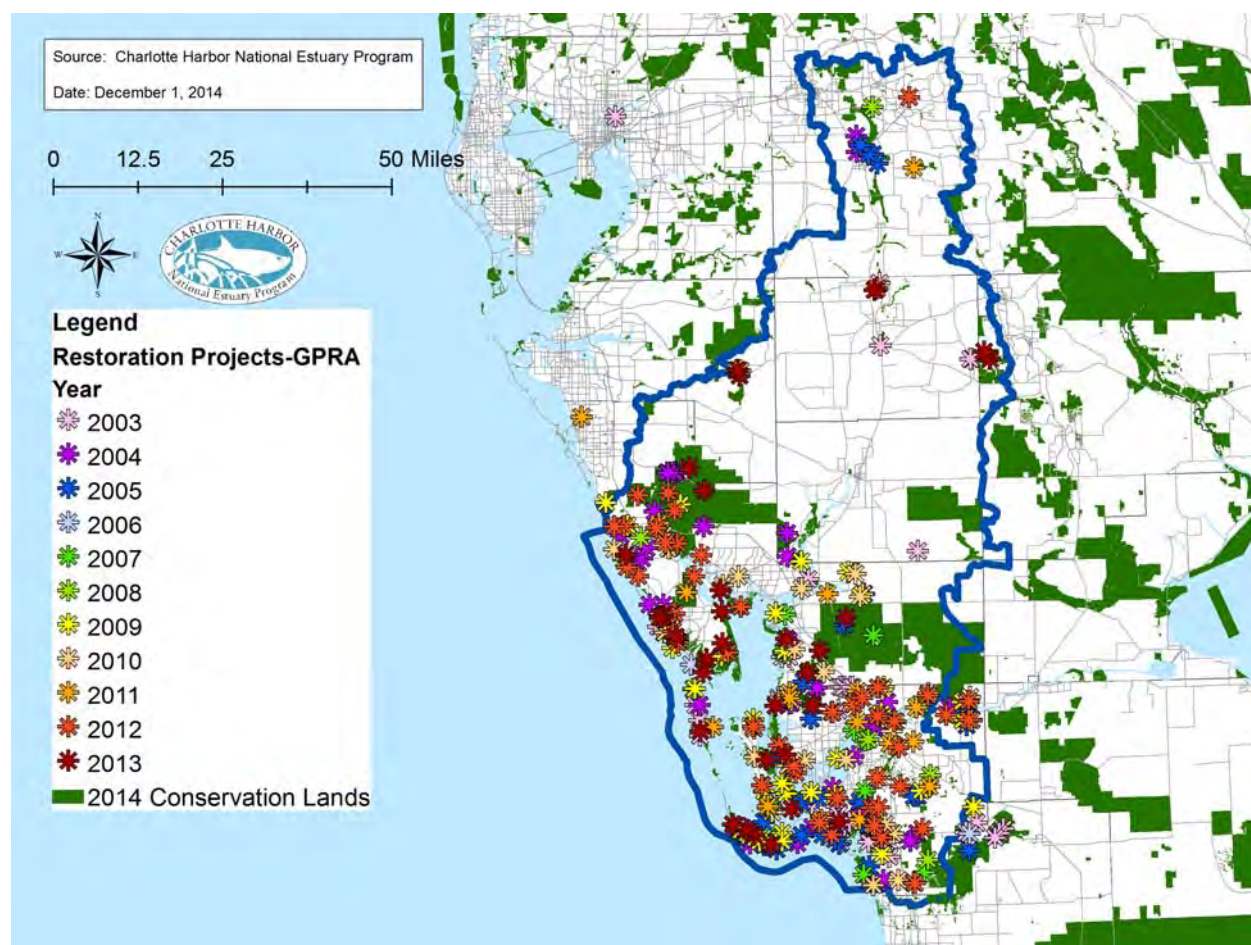 Source: Charlotte Harbor National Estuary Program
Date: December 1, 2014
0 12.5 25 50 Miles
N
W E
S
CHARLOTTE HARBOR
National Estuary Program
Legend
Restoration Projects-GPRA
Year
2003
2004
2005
2006
2007
2008
2009
2010
2011
2012
2013
2014 Conservation Lands